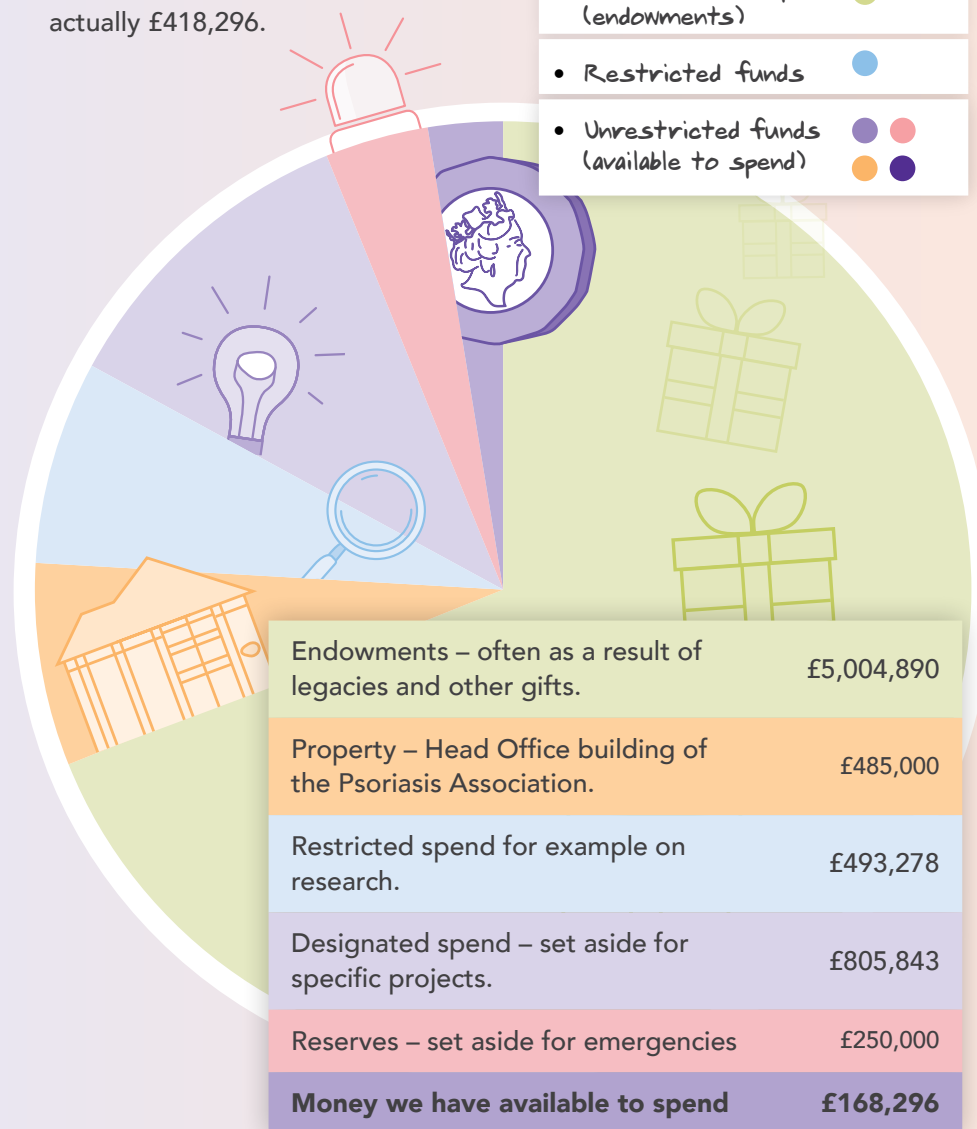 actually £418,296.
(endowments)
• Restricted funds
• Unrestricted funds
(available to spend)
Endowments – often as a result of
legacies and other gifts.
£5,004,890
Property – Head Office building of
the Psoriasis Association.
£485,000
Restricted spend for example on
research.
£493,278
Designated spend – set aside for
specific projects.
£805,843
Reserves – set aside for emergencies
£250,000
Money we have available to spend
£168,296